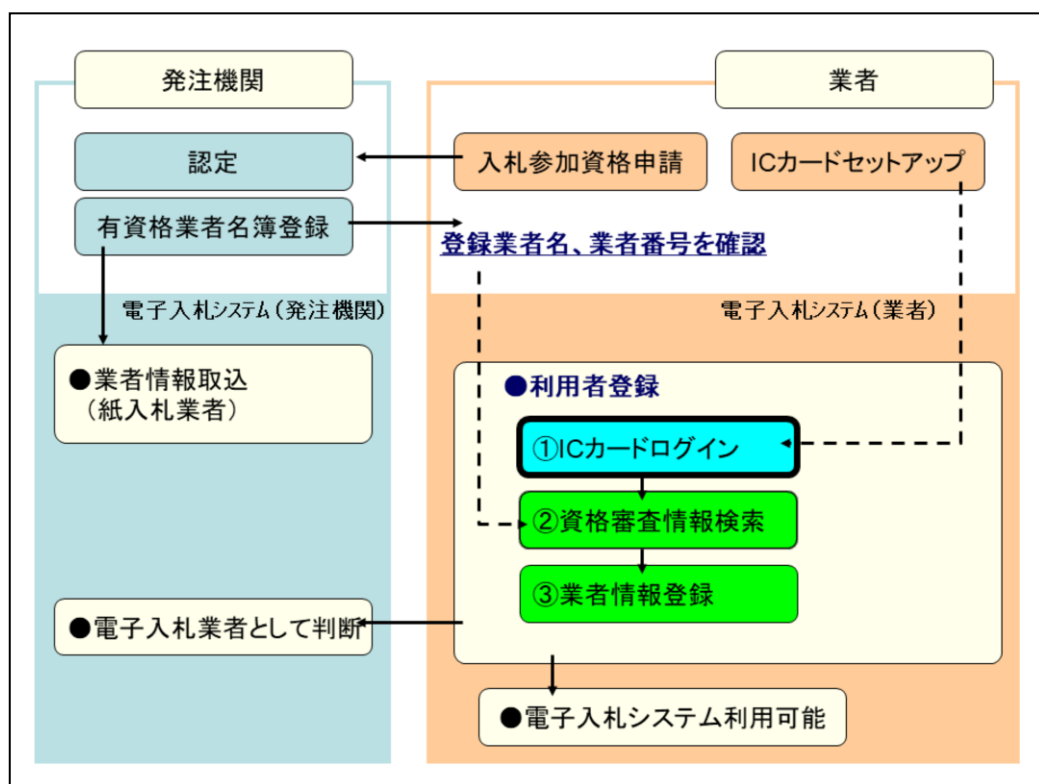 発注機関
業者
認定
入札参加資格申請
ICカードセットアップ
有資格業者名簿登録
登録業者名、業者番号を確認
電子入札システム(発注機関)
電子入札システム(業者)
●業者情報取込
(紙入札業者)
●利用者登録
①ICカードログイン
②資格審査情報検索
③業者情報登録
●電子入札業者として判断
●電子入札システム利用可能